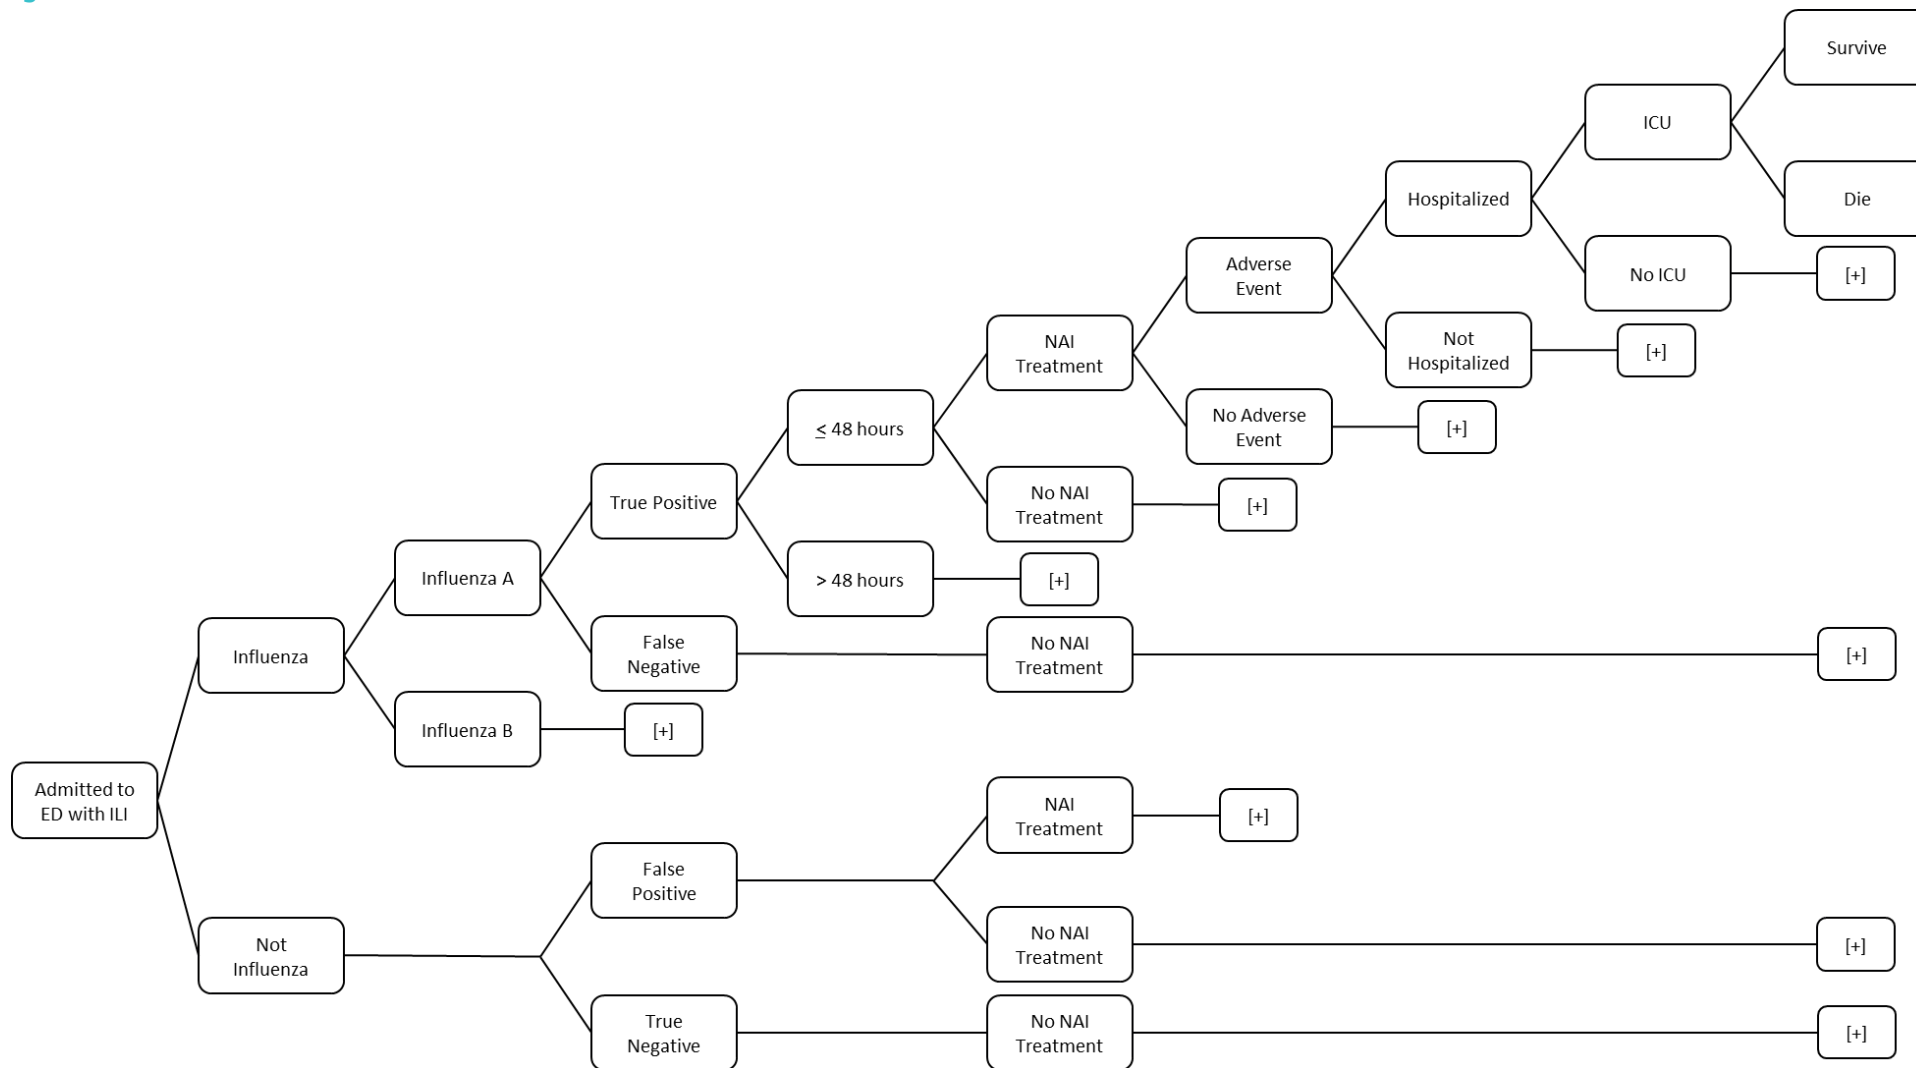 Survive
ICU
Die
Hospitalized
No ICU
[+]
Adverse
Event
Not
Hospitalized
[+]
NAI
Treatment
No Adverse
Event
[+]
≤ 48 hours
No NAI
Treatment
[+]
True Positive
> 48 hours
[+]
Influenza A
False
Negative
No NAI
Treatment
[+]
Influenza
Influenza B
[+]
Admitted to
ED with ILI
NAI
Treatment
[+]
False
Positive
No NAI
Treatment
[+]
Not
Influenza
True
Negative
No NAI
Treatment
[+]